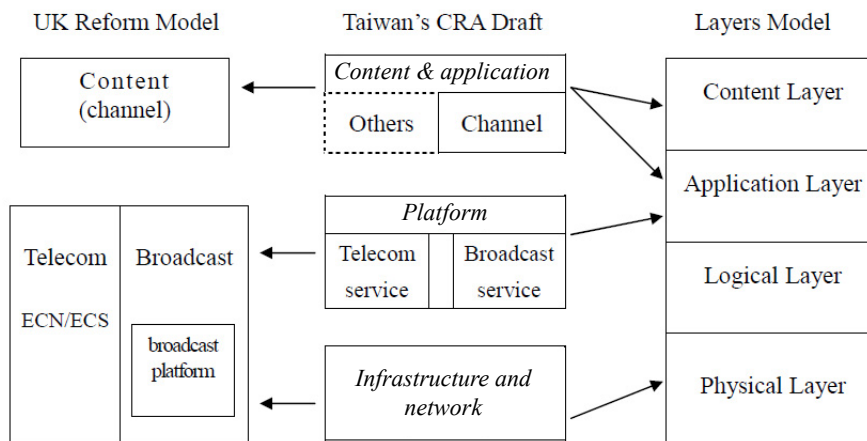 UK Reform Model
Taiwan's CRA Draft
Layers Model
Content
(channel)
Content & application
Others
Channel
Content Layer
Application Layer
Logical Layer
Physical Layer
Platform
Telecom
service
Broadcast
service
Telecom
ECN/ECS
Broadcast
broadcast
platform
Infrastructure and
network